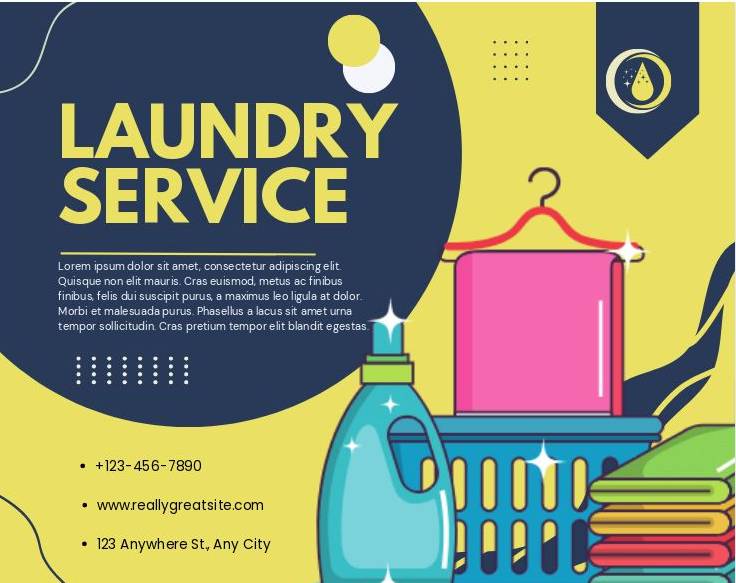 LAUNDRY
SERVICE
Lorem ipsum dolor sit amet, consectetur adipiscing elit.
Quisque non elit mauris. Cras euismod, metus ac finibus
finibus, felis dui suscipit purus, a maximus leo ligula at dolor.
Morbi et malesuada purus. Phasellus a lacus sit amet urna
tempor sollicitudin. Cras pretium tempor elit blandit egestas.
• +123-456-7890
• www.reallygreatsite.com
• 123 Anywhere St., Any City